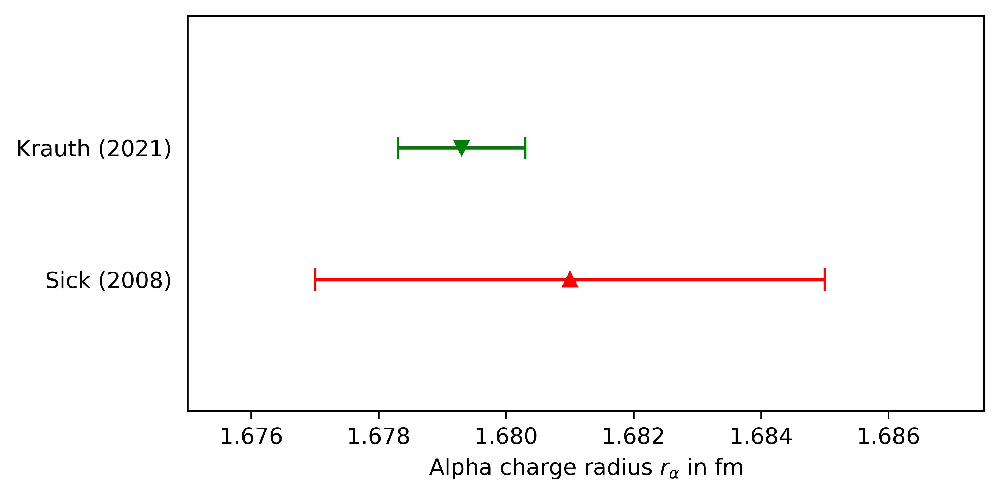 Krauth (2021)
Sick (2008)
1.676 1.678 1.680 1.682 1.684 1.686
Alpha charge radius rα in fm